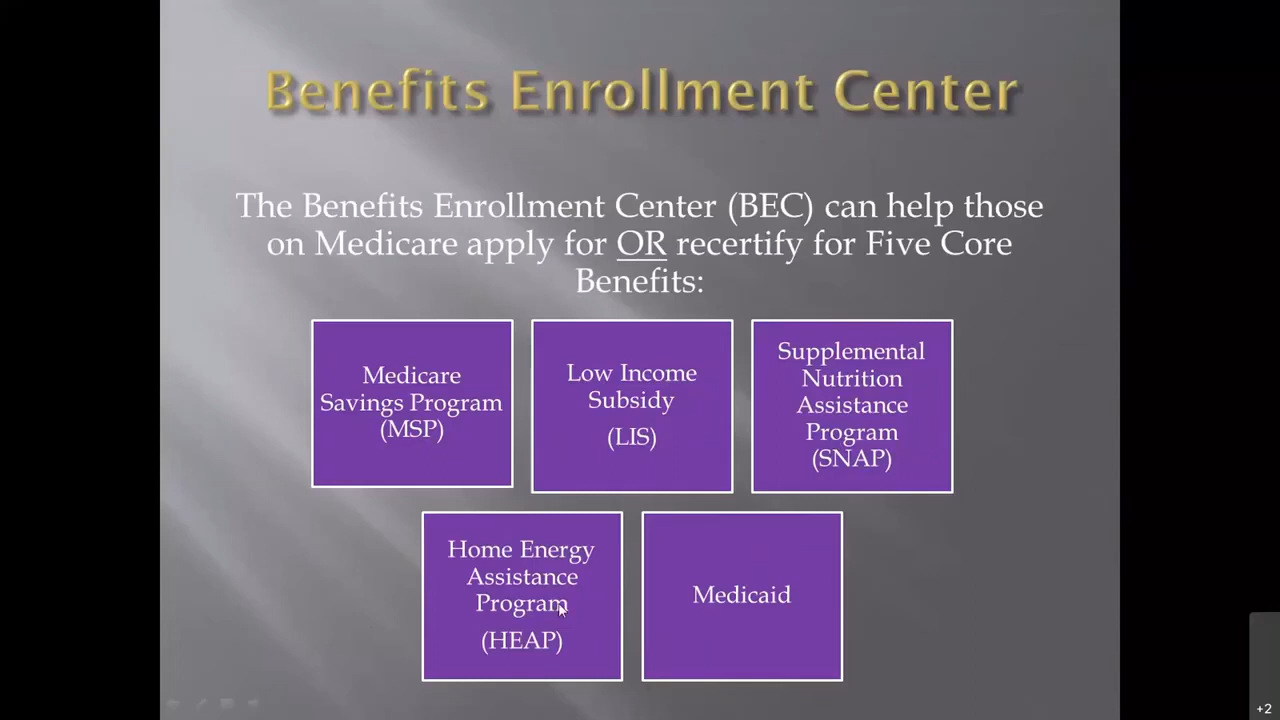 Benefits Enrollment Center
The Benefits Enrollment Center (BEC) can help those
on Medicare apply for OR recertify for Five Core
Benefits:
Medicare
Savings Program
(MSP)
Low Income
Subsidy
(LIS)
Supplemental
Nutrition
Assistance
Program
(SNAP)
Home Energy
Assistance
Program
(HEAP)
Medicaid
+2